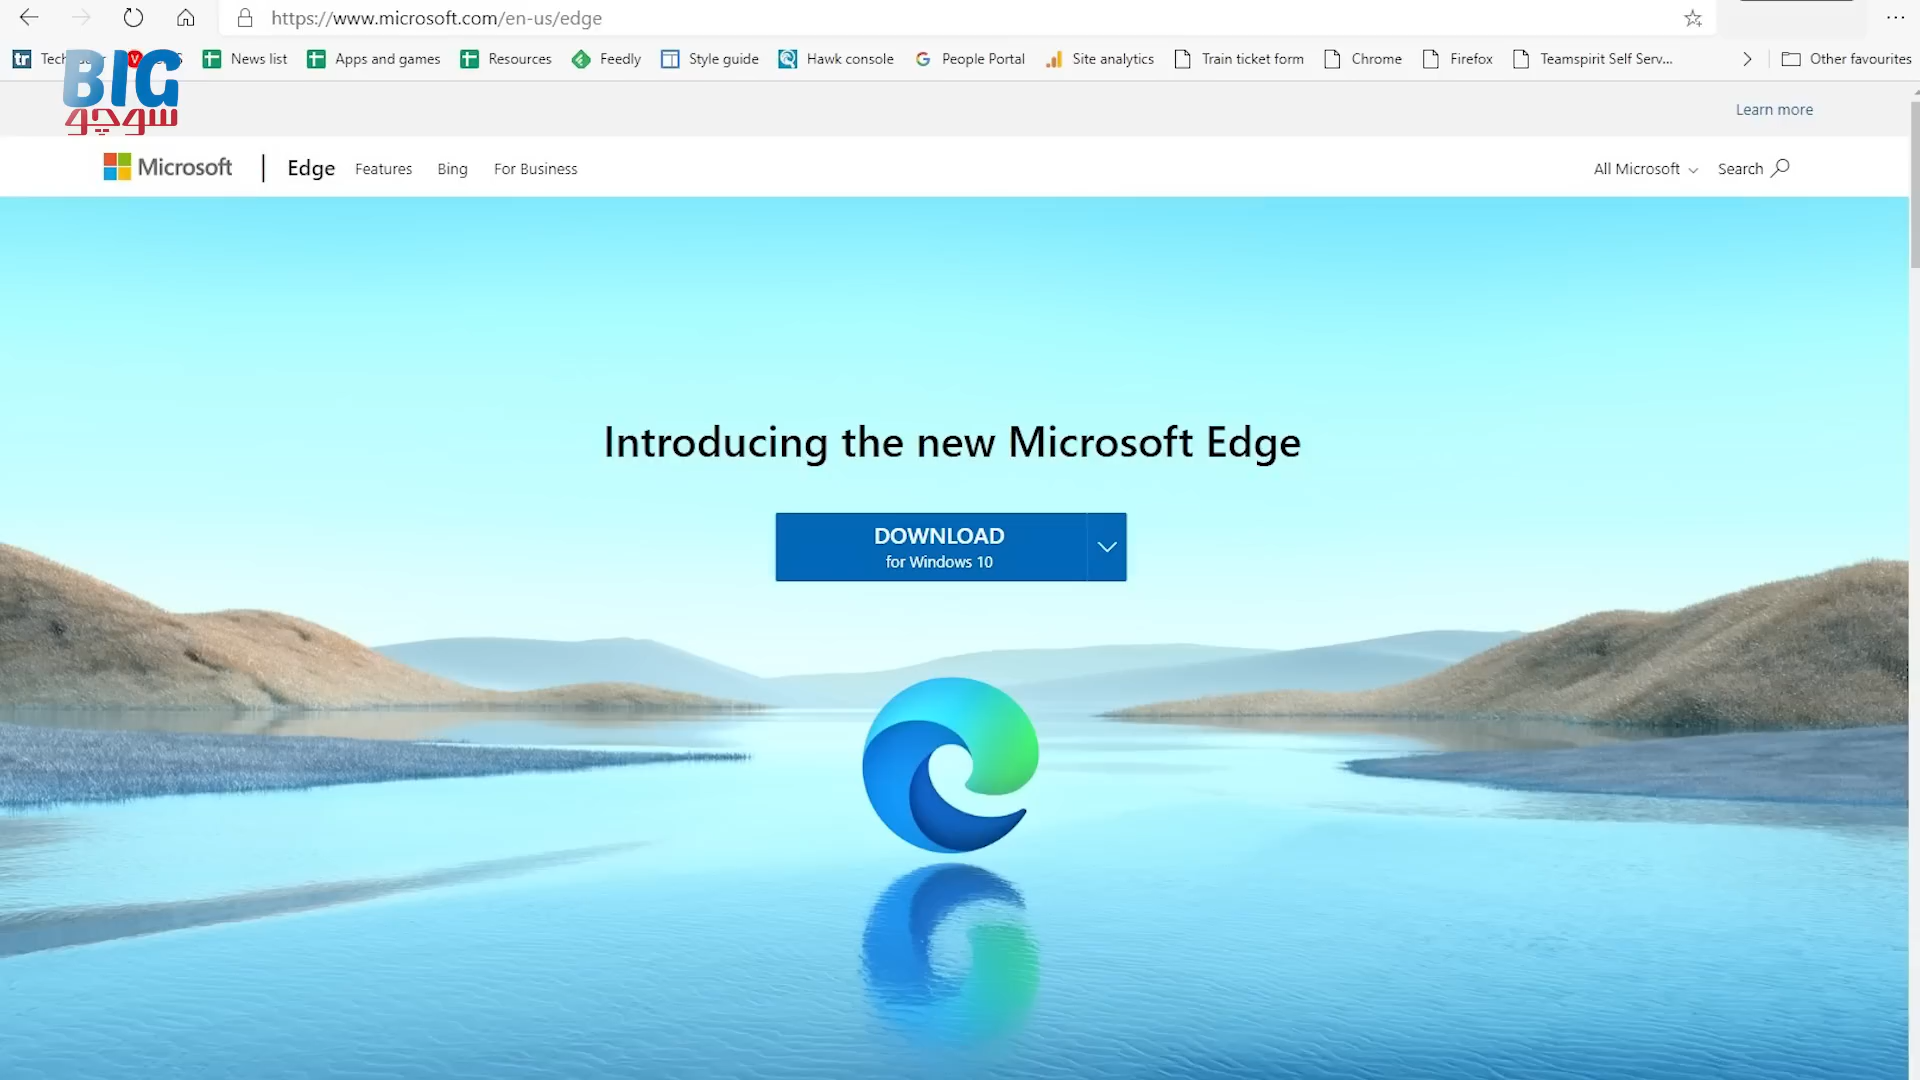 https://www.microsoft.com/en-us/edge
News list
Apps and games
Resources
Feedly
Style guide
Hawk console
People Portal
Site analytics
Train ticket form
Chrome
Firefox
Teamspirit Self Serv...
Other favourites
BIG
سوچو
Learn more
Microsoft
Edge
Features
Bing
For Business
All Microsoft
Search
Introducing the new Microsoft Edge
DOWNLOAD
for Windows 10